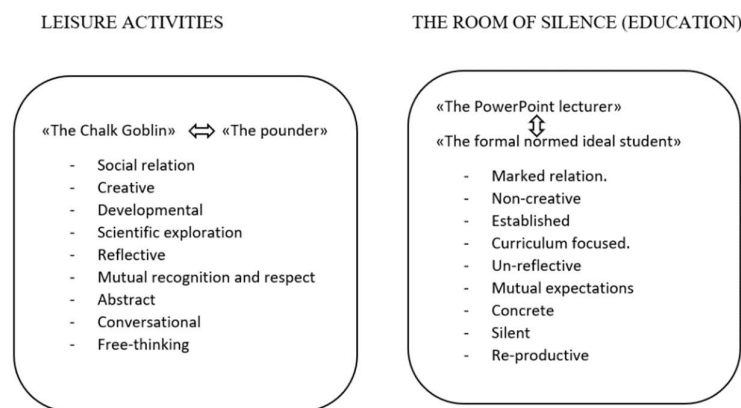 LEISURE ACTIVITIES
«The Chalk Goblin» ⇔ «The pounder»
- Social relation
- Creative
- Developmental
- Scientific exploration
- Reflective
- Mutual recognition and respect
- Abstract
- Conversational
- Free-thinking
THE ROOM OF SILENCE (EDUCATION)
«The PowerPoint lecturer»
«The formal normed ideal student»
- Marked relation.
- Non-creative
- Established
- Curriculum focused.
- Un-reflective
- Mutual expectations
- Concrete
- Silent
- Re-productive